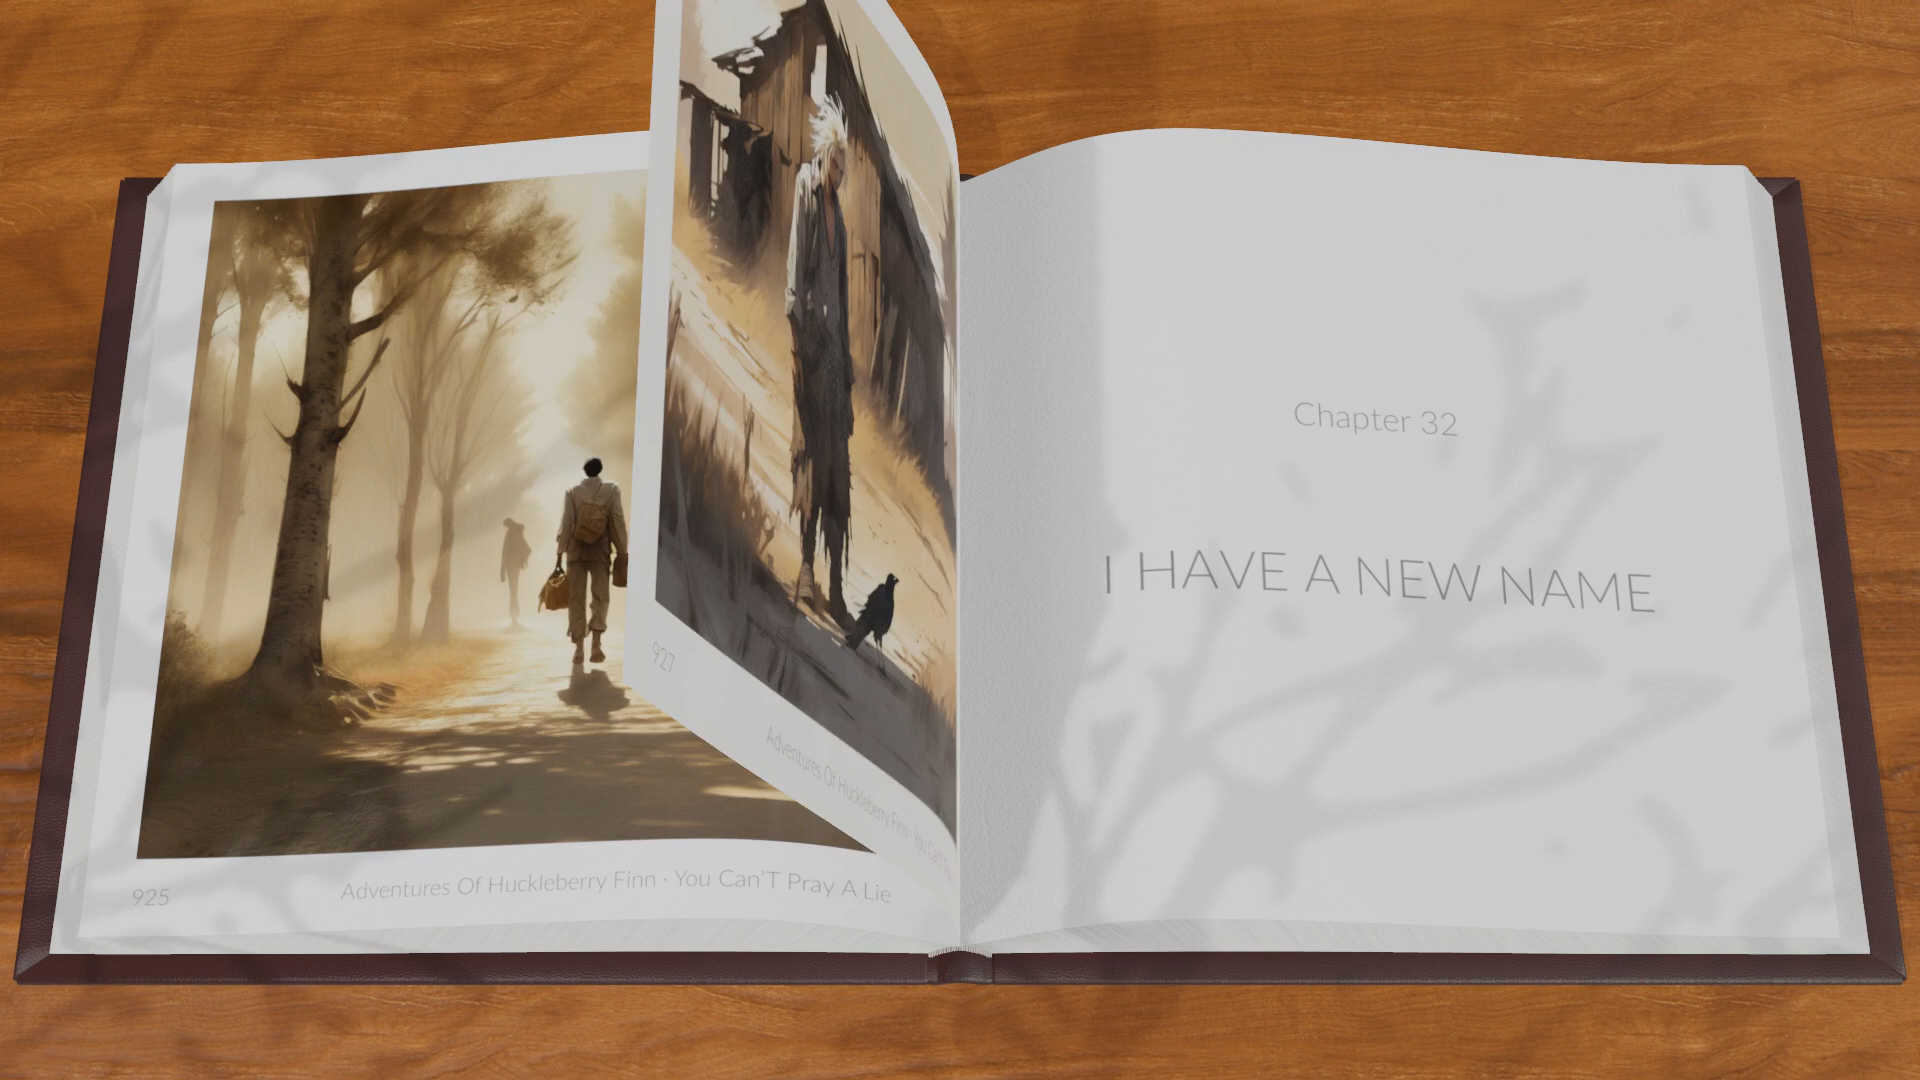 925
Adventures Of Huckleberry Finn · You Can'T Pray A Lie
927
Adventures Of Huckleberry Finn · You Can'T
Chapter 32
I HAVE A NEW NAME